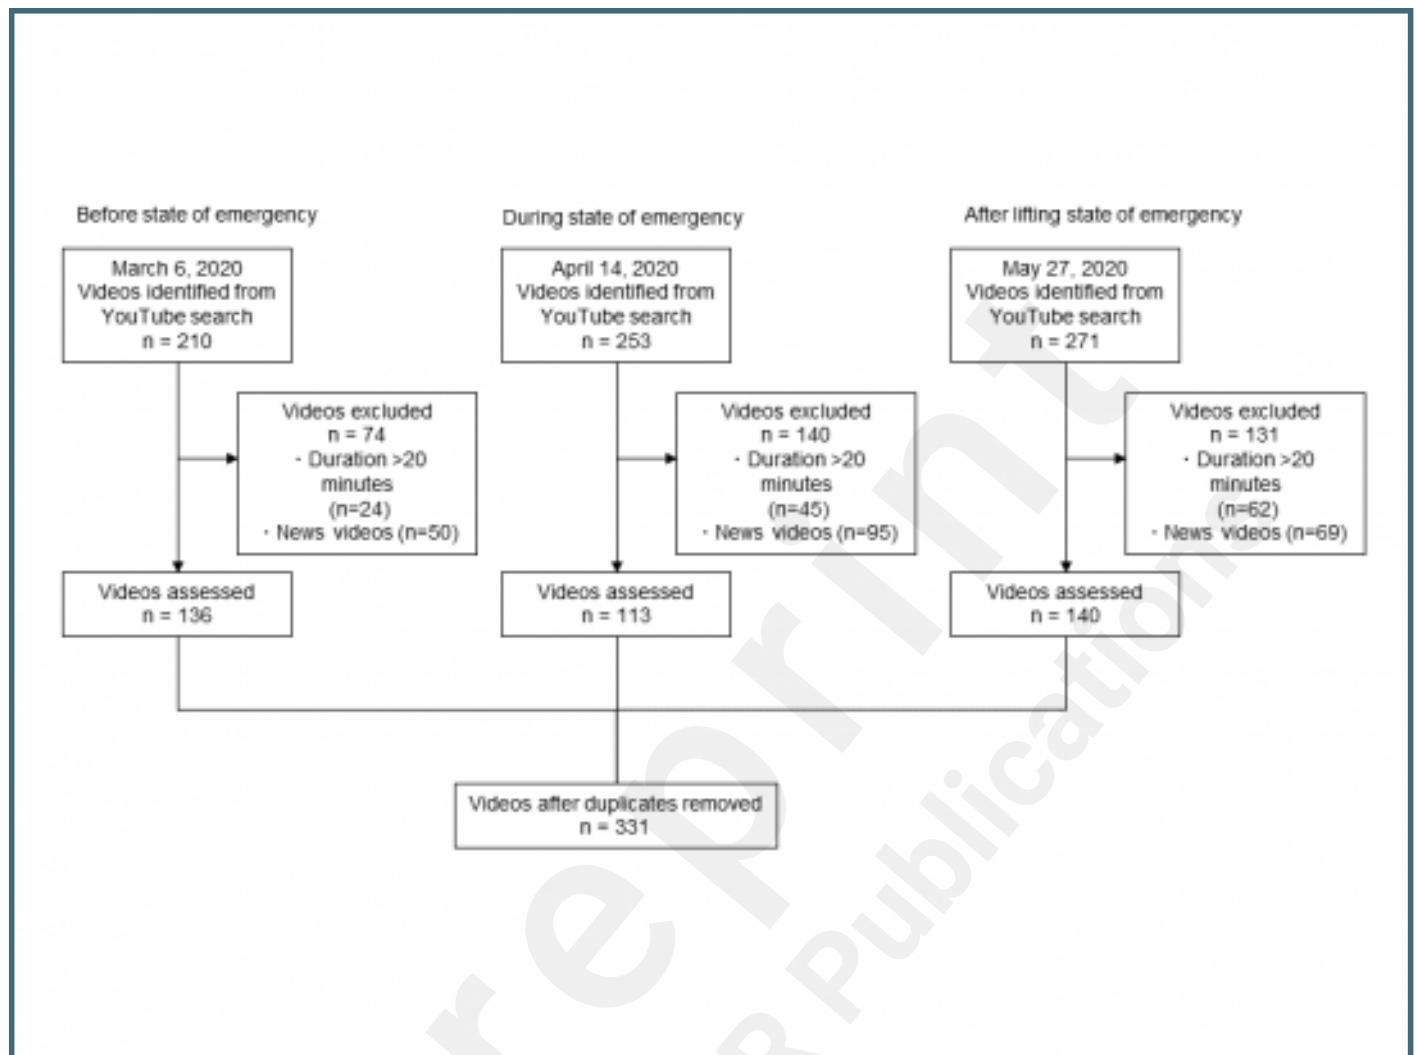 Before state of emergency
March 6, 2020
Videos identified from
YouTube search
n = 210
Videos excluded
n = 74
· Duration >20
minutes
(n=24)
· News videos (n=50)
Videos assessed
n = 136
During state of emergency
April 14, 2020
Videos identified from
YouTube search
n = 253
Videos excluded
n = 140
· Duration >20
minutes
(n=45)
· News videos (n=95)
Videos assessed
n = 113
After lifting state of emergency
May 27, 2020
Videos identified from
YouTube search
n = 271
Videos excluded
n = 131
· Duration >20
minutes
(n=62)
· News videos (n=69)
Videos assessed
n = 140
Videos after duplicates removed
n = 331
reprint
R Publications